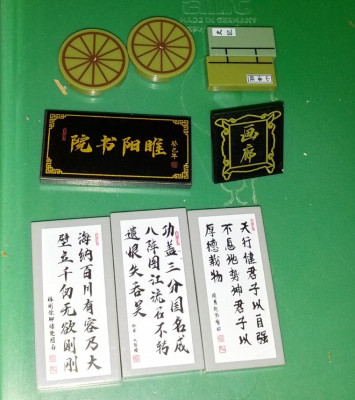 睢阳书院
癸巳年
画廊
海纳百川有容乃大
壁立千仞无欲则刚
功盖三分国名成
八阵图江流石不转
遗恨失吞吴
天行健君子以自强
不息地势坤君子以
厚德载物